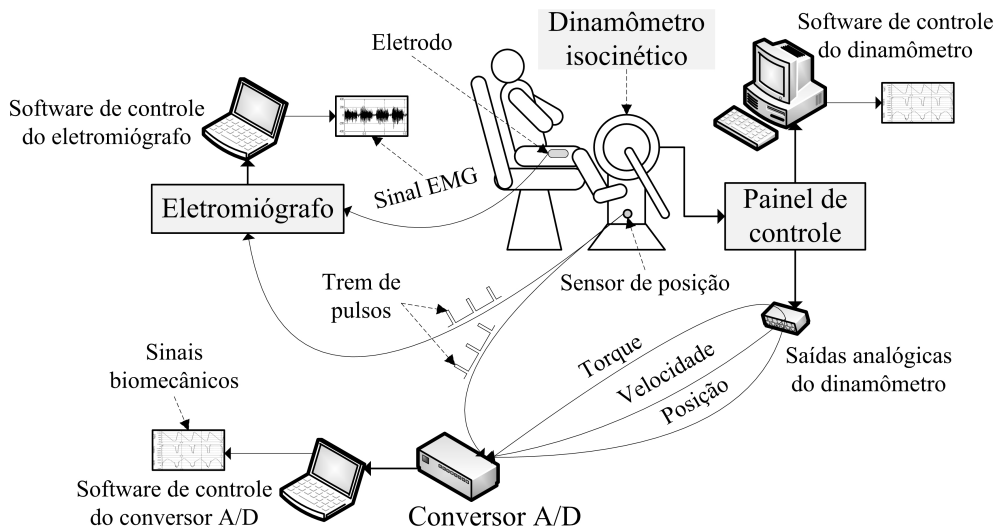 Eletrodo
Dinamômetro
isocinético
Software de controle
do dinamômetro
Software de controle
do eletromiógrafo
Sinal EMG
Eletromiógrafo
Painel de
controle
Sensor de posição
Trem de
pulsos
Torque
Velocidade
Posição
Saídas analógicas
do dinamômetro
Sinais
biomecânicos
Software de controle
do conversor A/D
Conversor A/D